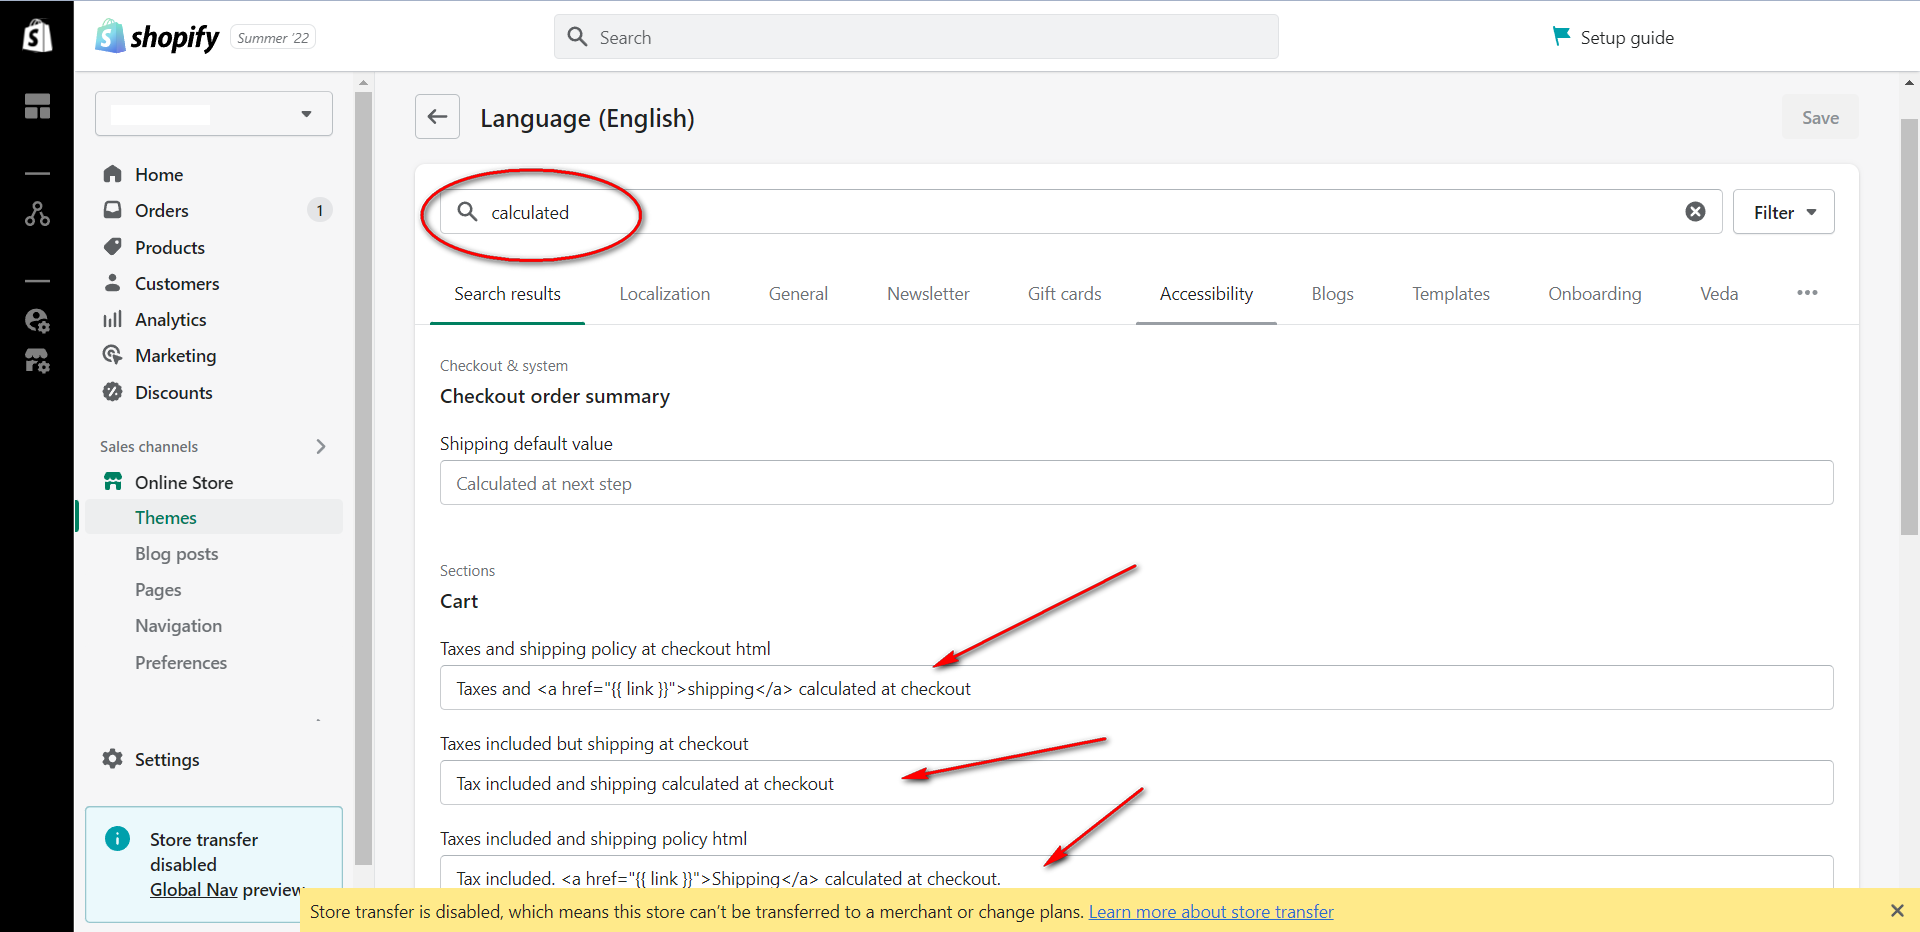 shopify Summer '22
Search
Setup guide
Home
Orders 1
Products
Customers
Analytics
Marketing
Discounts
Sales channels
Online Store
Themes
Blog posts
Pages
Navigation
Preferences
Settings
Store transfer
disabled
Global Nav preview
Language (English)
Save
calculated
Filter
Search results Localization General Newsletter Gift cards Accessibility Blogs Templates Onboarding Veda •••
Checkout & system
Checkout order summary
Shipping default value
Calculated at next step
Sections
Cart
Taxes and shipping policy at checkout html
Taxes and <a href="{{ link }}">shipping</a> calculated at checkout
Taxes included but shipping at checkout
Tax included and shipping calculated at checkout
Taxes included and shipping policy html
Tax included. <a href="{{ link }}">Shipping</a> calculated at checkout.
Store transfer is disabled, which means this store can't be transferred to a merchant or change plans. Learn more about store transfer